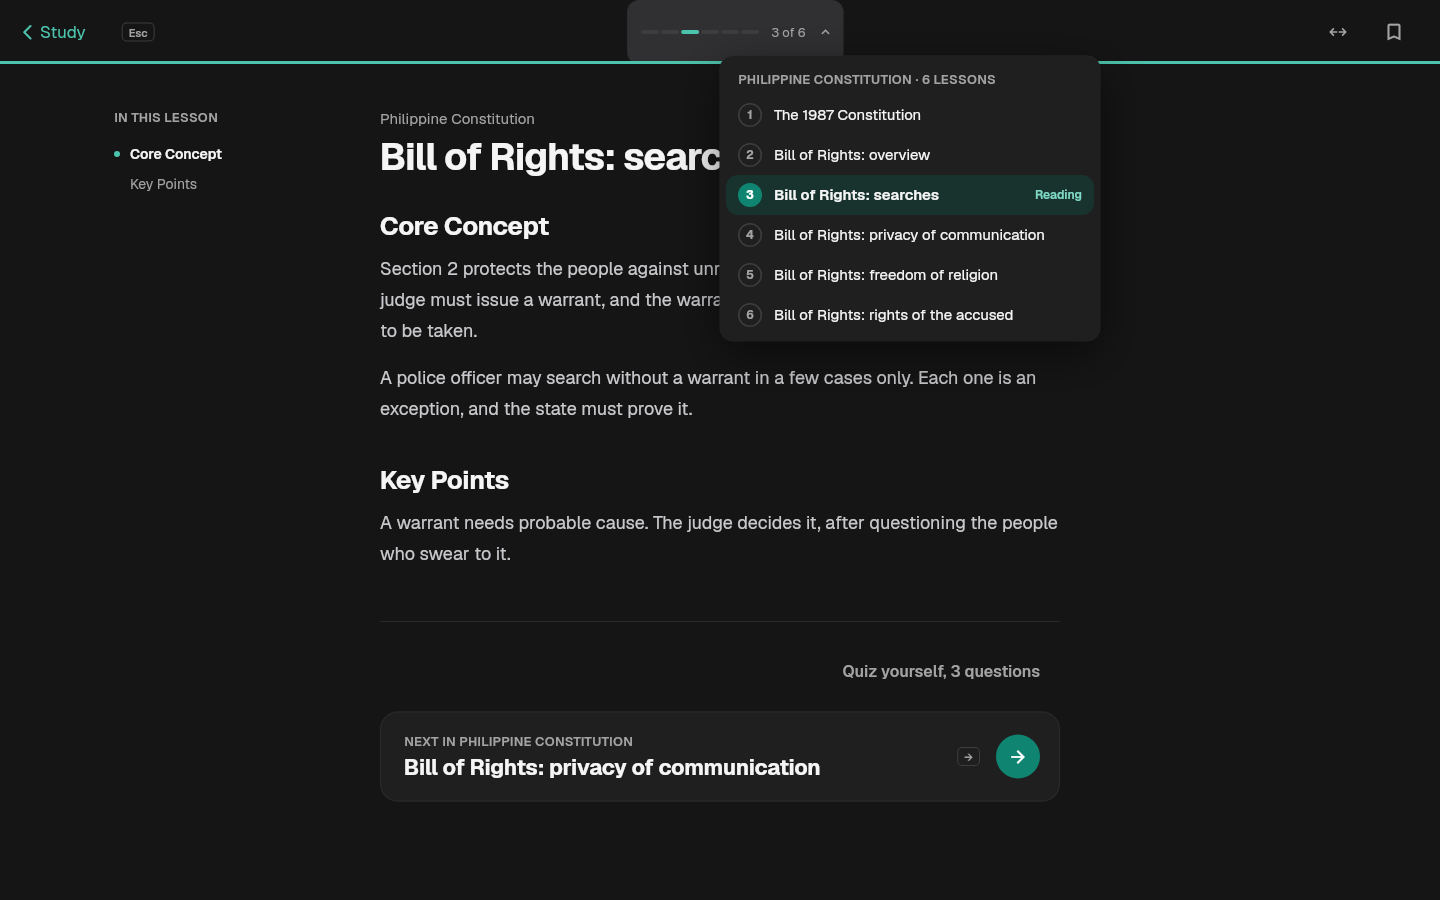 Study
Esc
3 of 6
PHILIPPINE CONSTITUTION · 6 LESSONS
1 The 1987 Constitution
2 Bill of Rights: overview
3 Bill of Rights: searches Reading
4 Bill of Rights: privacy of communication
5 Bill of Rights: freedom of religion
6 Bill of Rights: rights of the accused
IN THIS LESSON
Core Concept
Key Points
Philippine Constitution
Bill of Rights:
Core Concept
Section 2 protects the people against
judge must issue a warrant, and the
to be taken.
A police officer may search without a warrant in a few cases only. Each one is an
exception, and the state must prove it.
Key Points
A warrant needs probable cause. The judge decides it, after questioning the people
who swear to it.
Quiz yourself, 3 questions
NEXT IN PHILIPPINE CONSTITUTION
Bill of Rights: privacy of communication